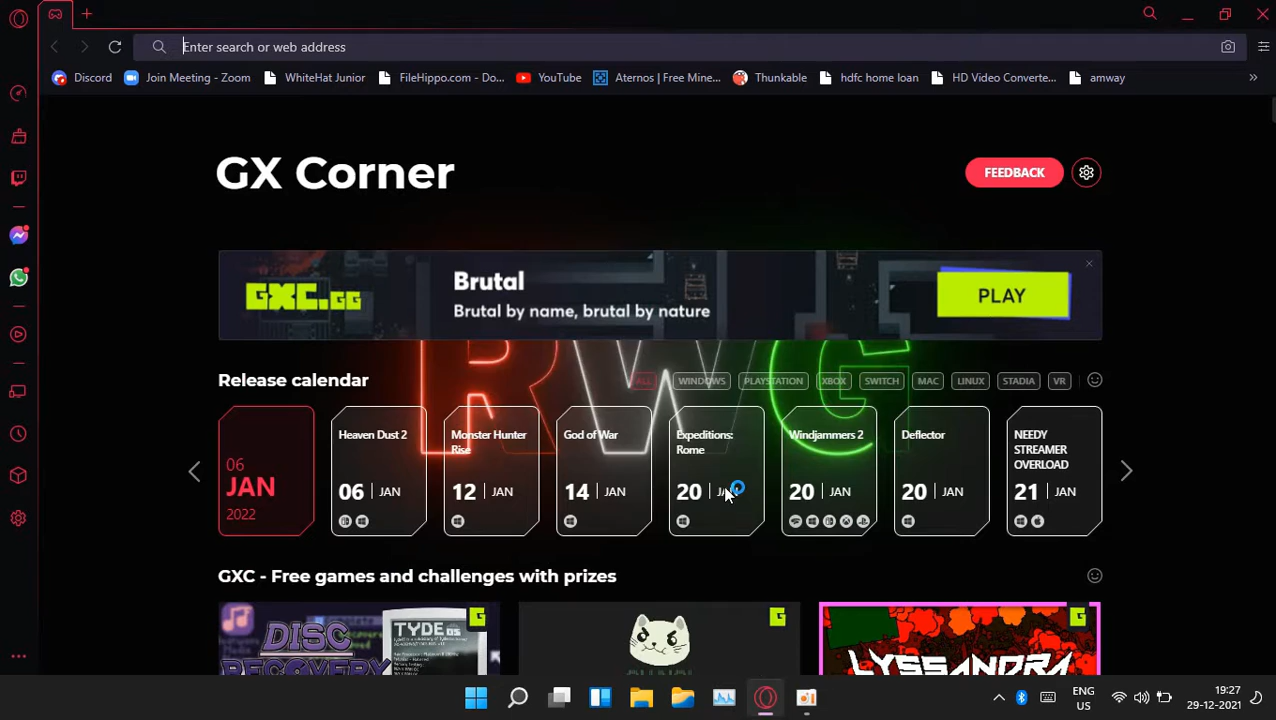 Enter search or web address
Discord
Join Meeting - Zoom
WhiteHat Junior
FileHippo.com - Do...
YouTube
Aternos | Free Mine...
Thunkable
hdfc home loan
HD Video Converte...
amway
GX Corner
FEEDBACK
GXC.GG
Brutal
Brutal by name, brutal by nature
PLAY
RWG
Release calendar
ALL
WINDOWS
PLAYSTATION
XBOX
SWITCH
MAC
LINUX
STADIA
VR
06
JAN
2022
Heaven Dust 2
06 | JAN
Monster Hunter
Rise
12 | JAN
God of War
14 | JAN
Expeditions:
Rome
20 | JAN
Windjammers 2
20 | JAN
Deflector
20 | JAN
NEEDY
STREAMER
OVERLOAD
21 | JAN
GXC - Free games and challenges with prizes
DISC
RECOVERY
TYDE os
LYSSANDRA
ENG
US
19:27
29-12-2021